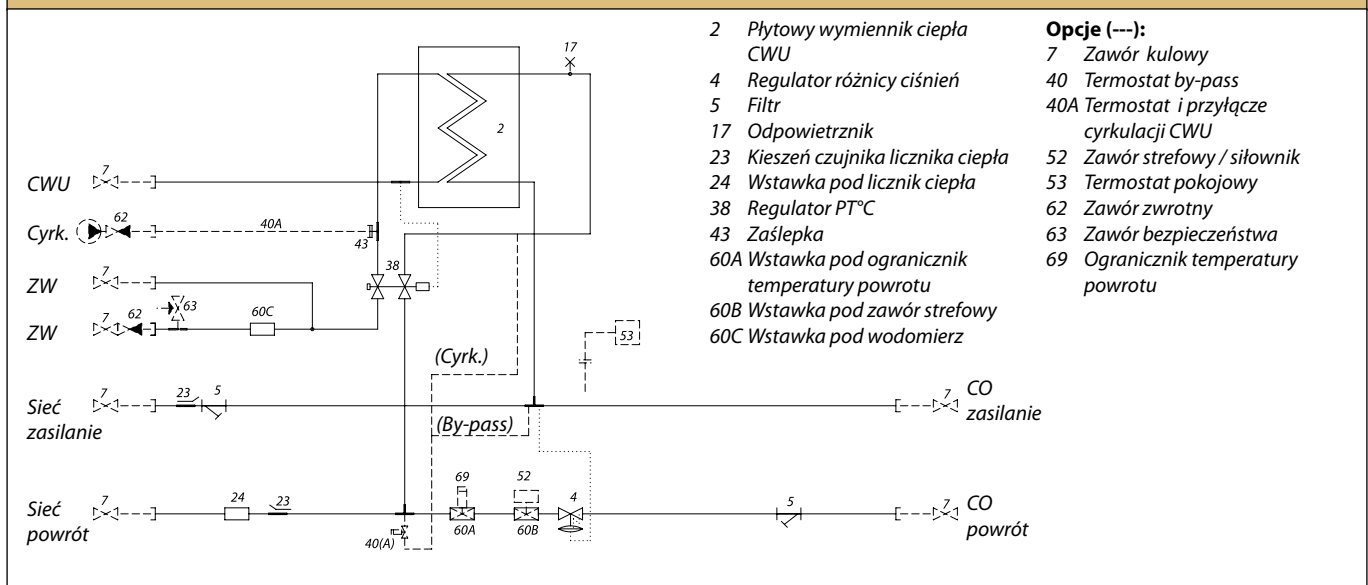 2 Płytowy wymiennik ciepła
CWU
4 Regulator różnicy ciśnień
5 Filtr
17 Odpowietrznik
23 Kieszeń czujnika licznika ciepła
24 Wstawka pod licznik ciepła
38 Regulator PT°C
43 Zaślepka
60A Wstawka pod ogranicznik
temperatury powrotu
60B Wstawka pod zawór strefowy
60C Wstawka pod wodomierz
Opcje (---):
7 Zawór kulowy
40 Termostat by-pass
40A Termostat i przyłącze
cyrkulacji CWU
52 Zawór strefowy / siłownik
53 Termostat pokojowy
62 Zawór zwrotny
63 Zawór bezpieczeństwa
69 Ogranicznik temperatury
powrotu
17
2
7
CWU
62
40A
Cyrk.
43
7
38
ZW
7
62
63
60C
ZW
53
(Cyrk.)
7
23
5
7
Sieć
zasilanie
CO
zasilanie
(By-pass)
7
24
23
69
52
4
5
7
Sieć
powrót
CO
powrót
60A
60B
40(A)